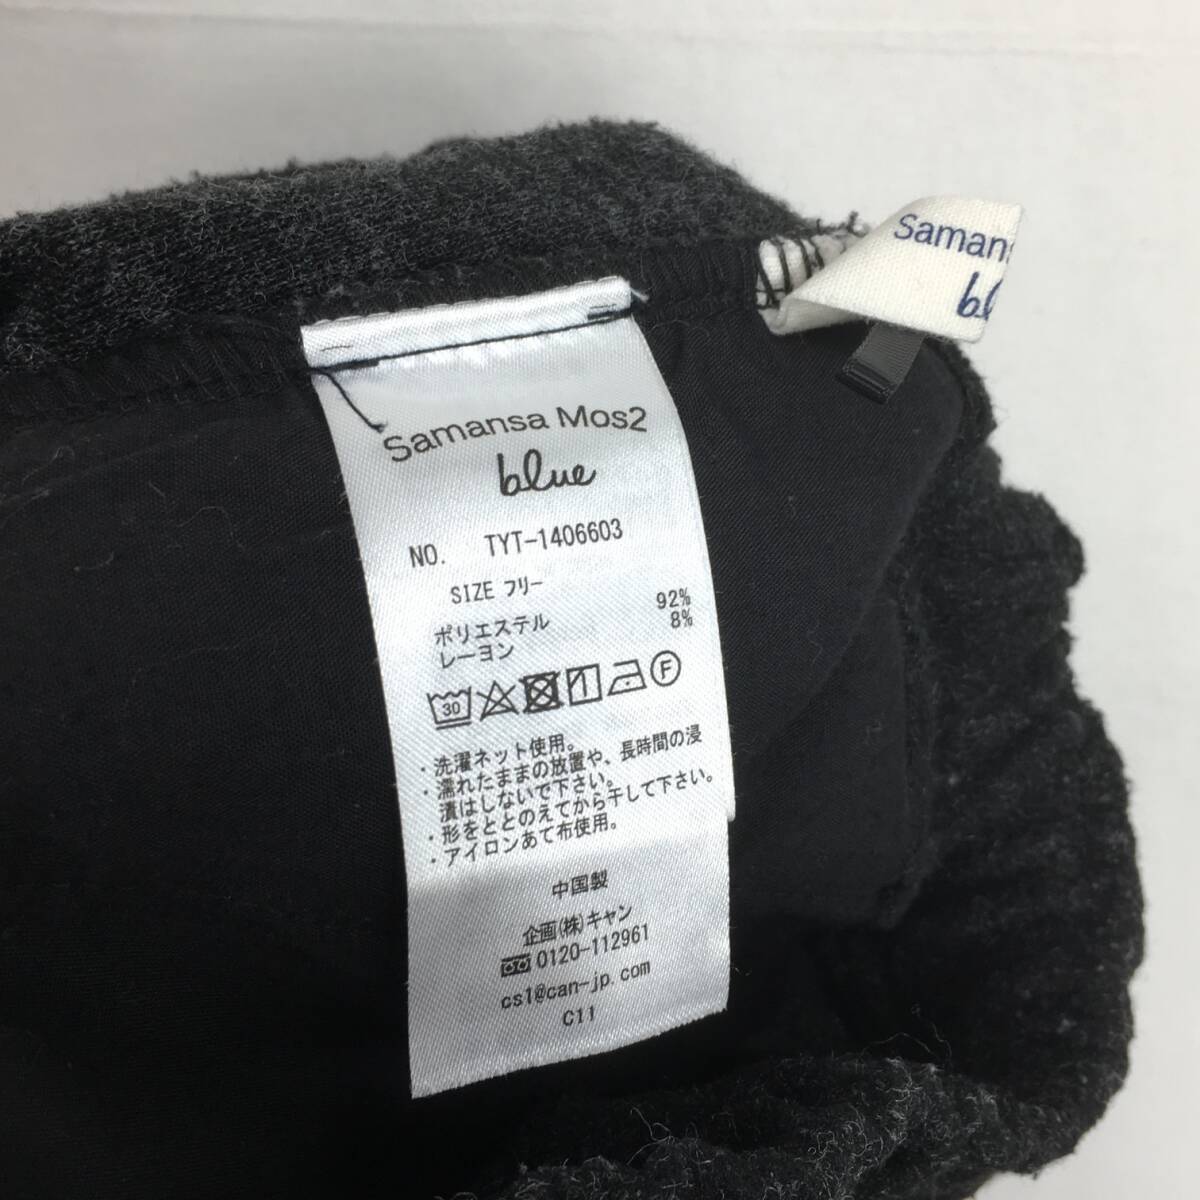 Samansa Mos2
blue
NO. TYT-1406603
SIZE フリー
ポリエステル 92%
レーヨン 8%
30 1 F
・洗濯ネット使用。
・濡れたままの放置や、長時間の浸
漬はしないで下さい。
・形をととのえてから干して下さい。
・アイロンあて布使用。
中国製
企画(株)キャン
0120-112961
cs1@can-jp.com
C11